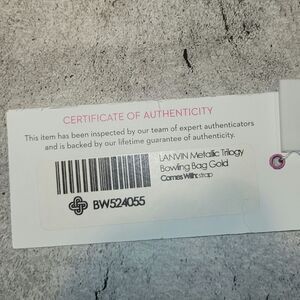 CERTIFICATE OF AUTHENTICITY
This item has been inspected by our team of expert authenticators
and is backed by our lifetime guarantee of authenticity.
LANVIN Metallic Trilogy
Bowling Bag Gold
Comes With: strap
BW524055